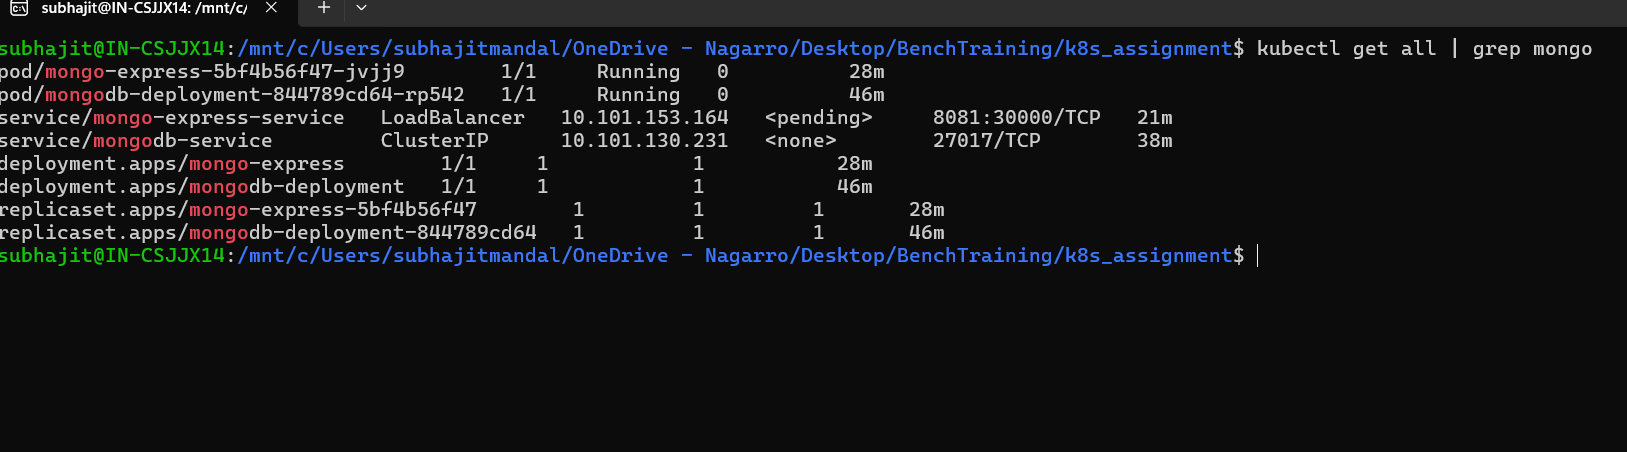 subhajit@IN-CSJJX14: /mnt/c/
subhajit@IN-CSJJX14:/mnt/c/Users/subhajitmandal/OneDrive - Nagarro/Desktop/BenchTraining/k8s_assignment$ kubectl get all | grep mongo
pod/mongo-express-5bf4b56f47-jvjj9        1/1     Running   0          28m
pod/mongodb-deployment-844789cd64-rp542   1/1     Running   0          46m
service/mongo-express-service   LoadBalancer   10.101.153.164   <pending>     8081:30000/TCP   21m
service/mongodb-service         ClusterIP      10.101.130.231   <none>        27017/TCP        38m
deployment.apps/mongo-express        1/1     1            1           28m
deployment.apps/mongodb-deployment   1/1     1            1           46m
replicaset.apps/mongo-express-5bf4b56f47        1         1         1       28m
replicaset.apps/mongodb-deployment-844789cd64   1         1         1       46m
subhajit@IN-CSJJX14:/mnt/c/Users/subhajitmandal/OneDrive - Nagarro/Desktop/BenchTraining/k8s_assignment$